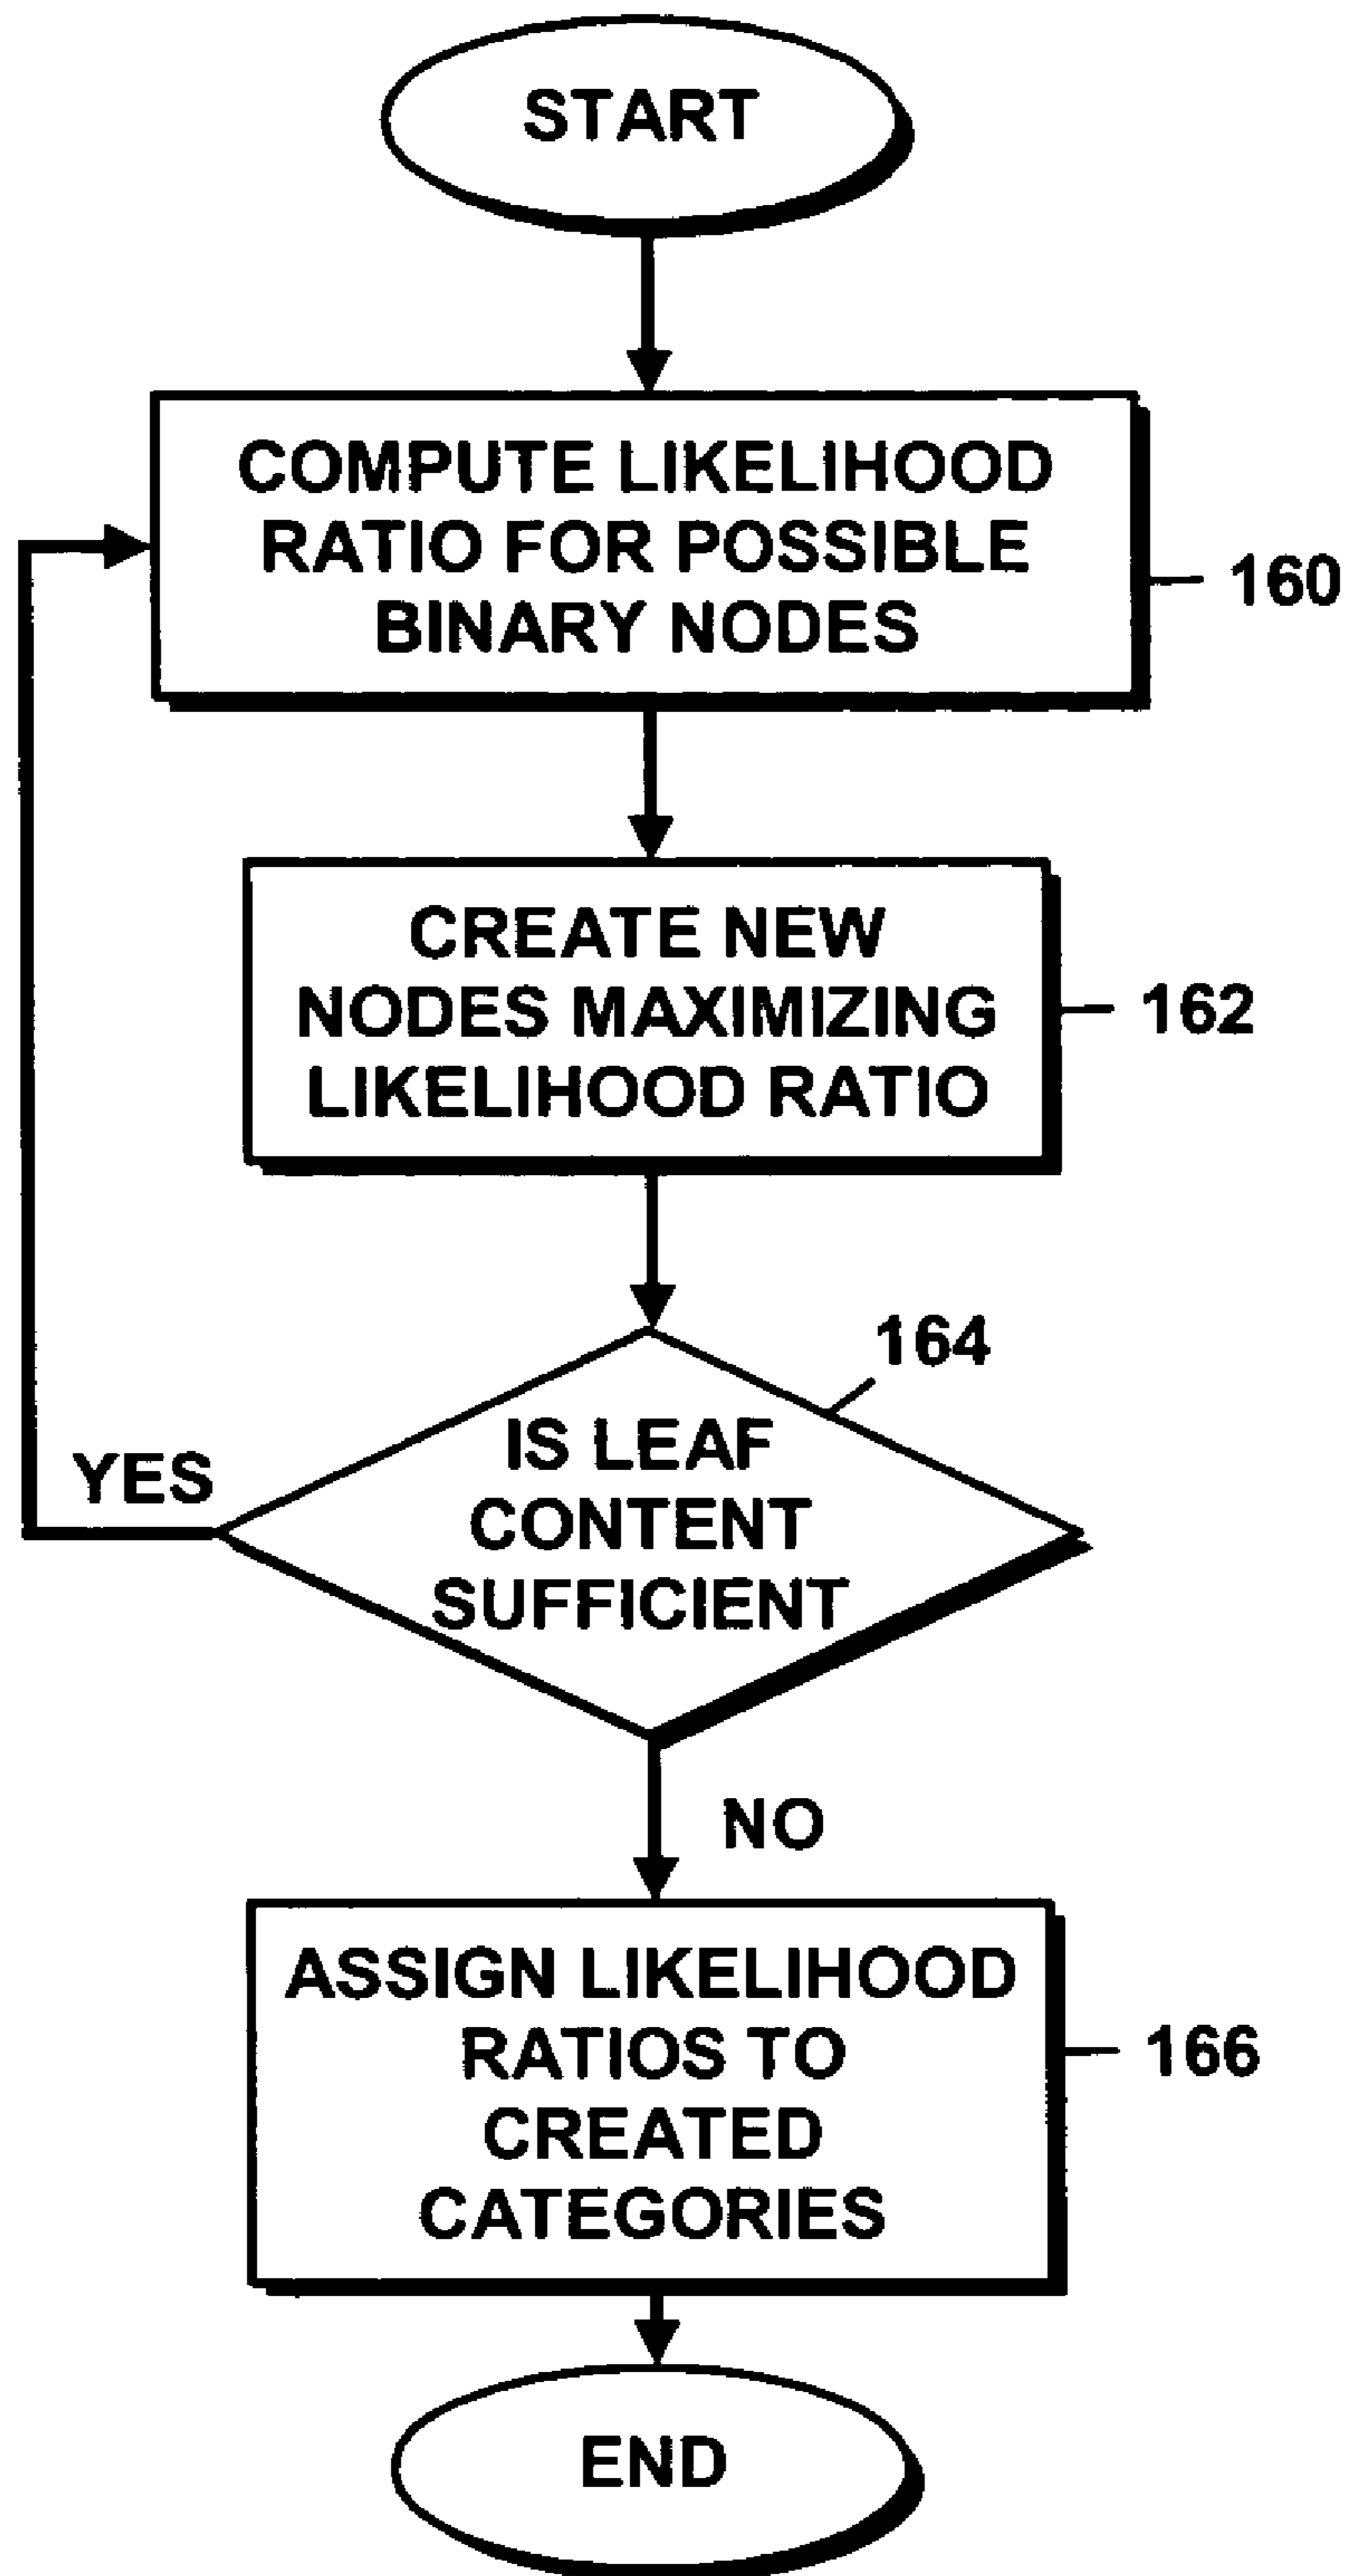 START
COMPUTE LIKELIHOOD
RATIO FOR POSSIBLE
BINARY NODES
160
CREATE NEW
NODES MAXIMIZING
LIKELIHOOD RATIO
162
164
IS LEAF
CONTENT
SUFFICIENT
YES
NO
ASSIGN LIKELIHOOD
RATIOS TO
CREATED
CATEGORIES
166
END